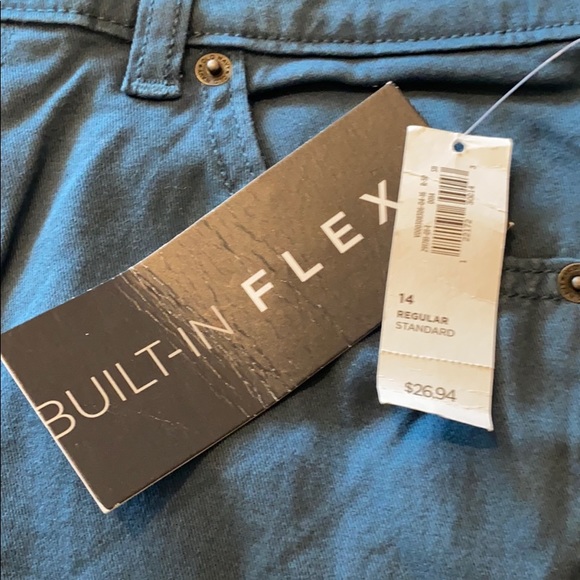 BUILT-IN FLEX
14
REGULAR
STANDARD
$26.94